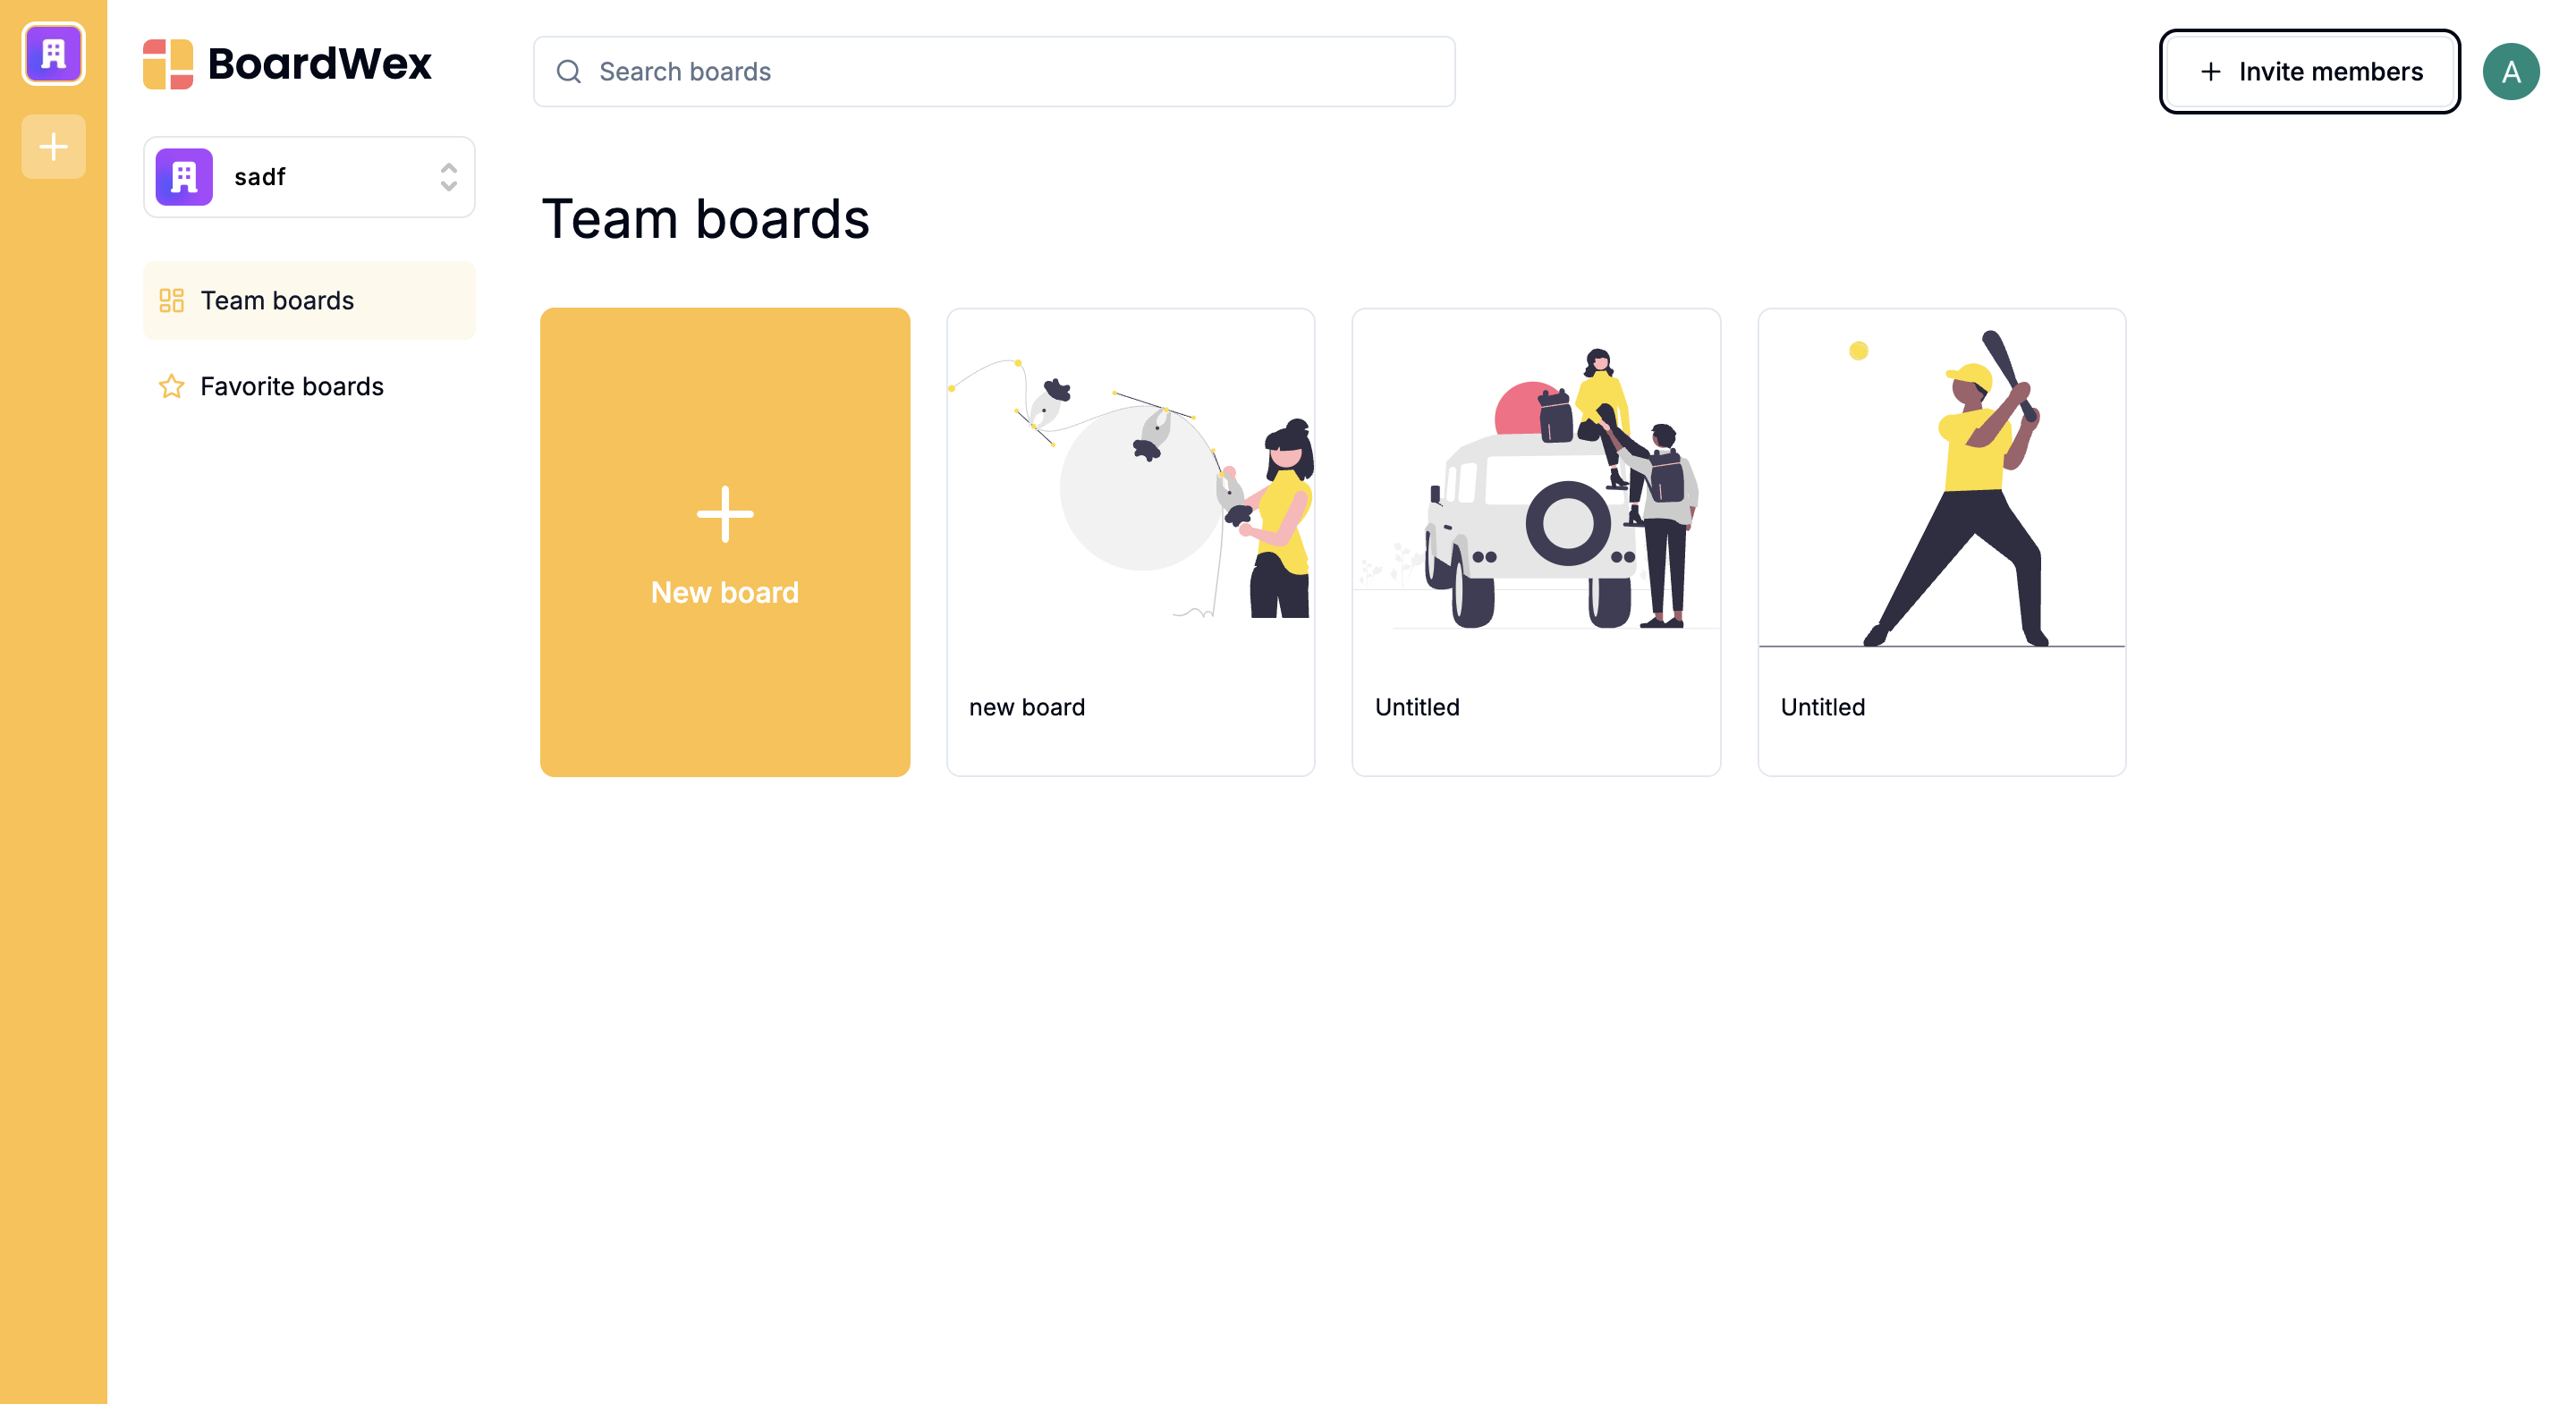 BoardWex
Search boards
Invite members
A
sadf
Team boards
Favorite boards
Team boards
New board
new board
Untitled
Untitled